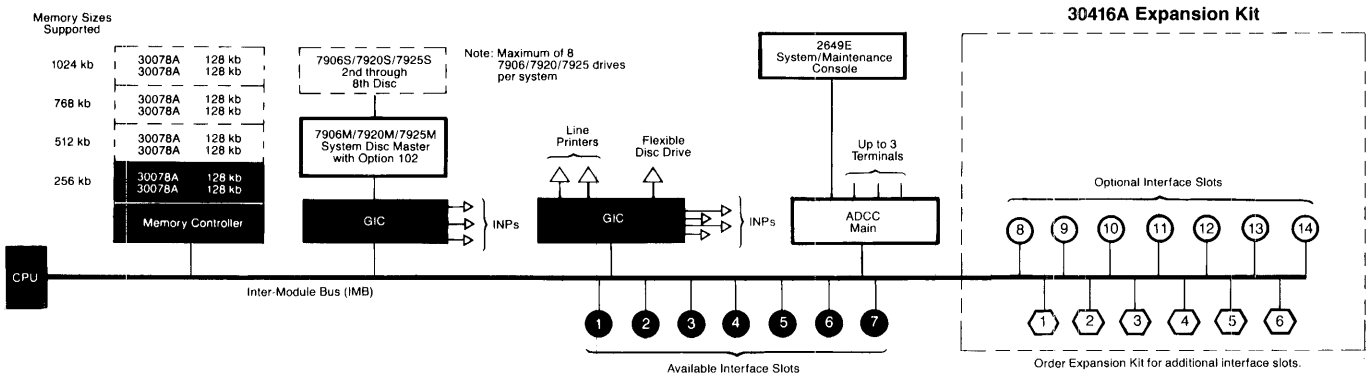 30416A Expansion Kit
Memory Sizes
Supported
1024 kb
30078A 128 kb
30078A 128 kb
768 kb
30078A 128 kb
30078A 128 kb
512 kb
30078A 128 kb
30078A 128 kb
256 kb
30078A 128 kb
30078A 128 kb
Memory Controller
7906S/7920S/7925S
2nd through
8th Disc
Note: Maximum of 8
7906/7920/7925 drives
per system
7906M/7920M/7925M
System Disc Master
with Option 102
GIC
INPs
Line
Printers
Flexible
Disc Drive
GIC
INPs
2649E
System/Maintenance
Console
Up to 3
Terminals
ADCC
Main
Optional Interface Slots
8 9 10 11 12 13 14
CPU
Inter-Module Bus (IMB)
1 2 3 4 5 6 7
Available Interface Slots
1 2 3 4 5 6
Order Expansion Kit for additional interface slots.